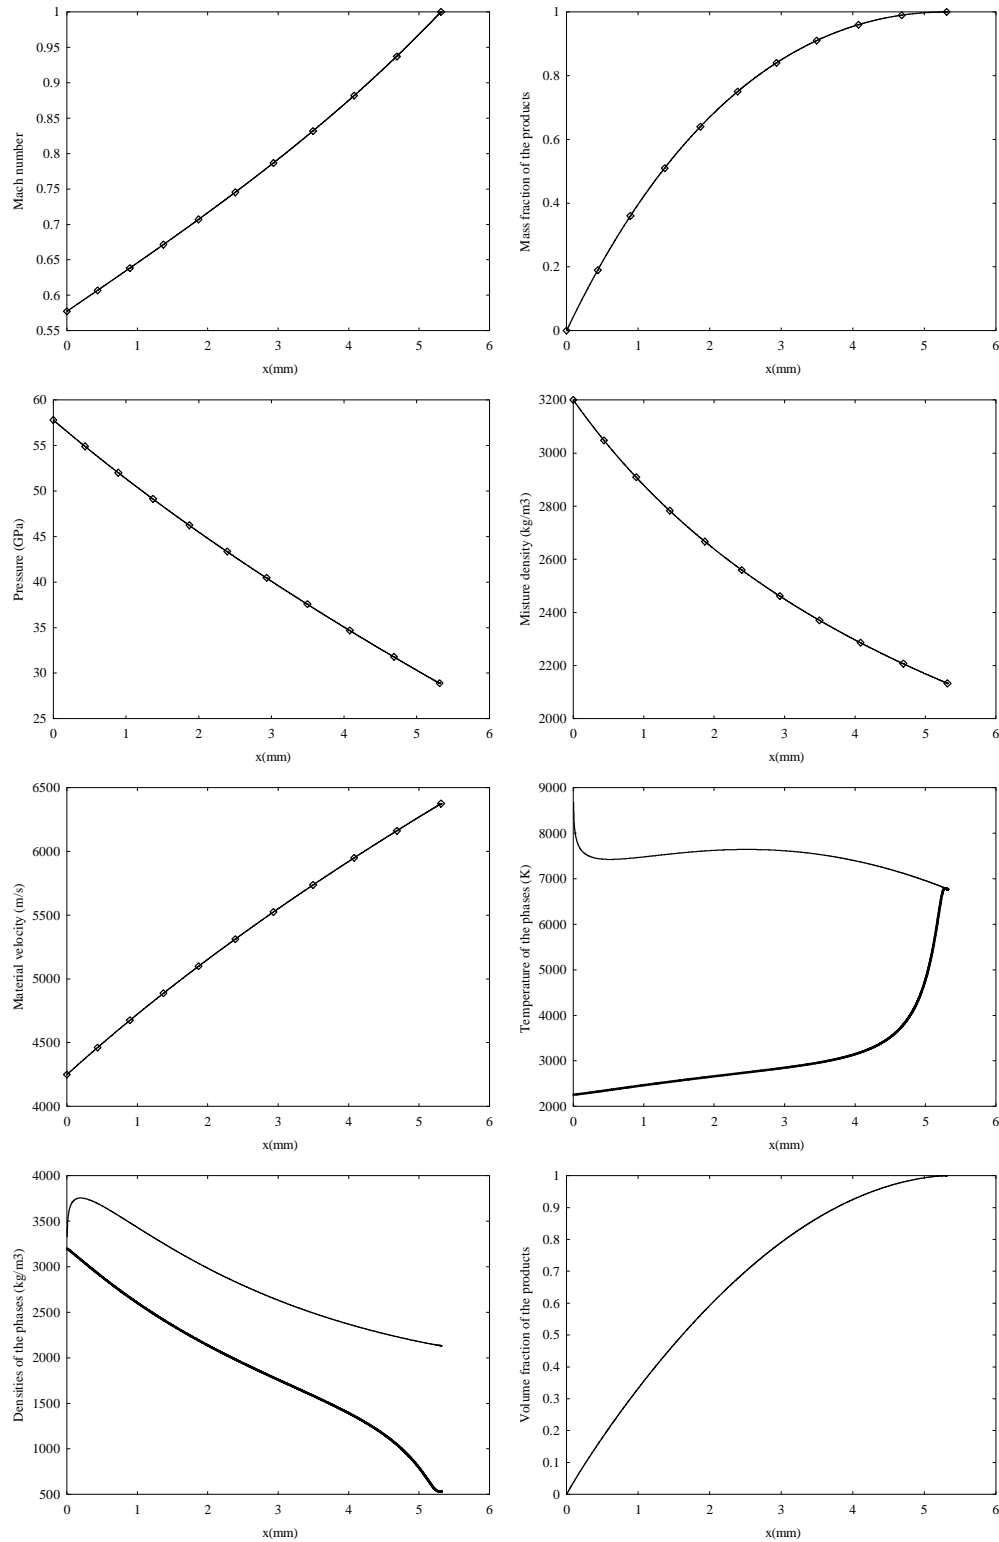 Mach number
1
0.95
0.9
0.85
0.8
0.75
0.7
0.65
0.6
0.55
0 1 2 3 4 5 6
x(mm)
Mass fraction of the products
1
0.8
0.6
0.4
0.2
0
0 1 2 3 4 5 6
x(mm)
Pressure (GPa)
60
55
50
45
40
35
30
25
0 1 2 3 4 5 6
x(mm)
Misture density (kg/m3)
3200
3000
2800
2600
2400
2200
2000
0 1 2 3 4 5 6
x(mm)
Material velocity (m/s)
6500
6000
5500
5000
4500
4000
0 1 2 3 4 5 6
x(mm)
Temperature of the phases (K)
9000
8000
7000
6000
5000
4000
3000
2000
0 1 2 3 4 5 6
x(mm)
Densities of the phases (kg/m3)
4000
3500
3000
2500
2000
1500
1000
500
0 1 2 3 4 5 6
x(mm)
Volume fraction of the products
1
0.9
0.8
0.7
0.6
0.5
0.4
0.3
0.2
0.1
0
0 1 2 3 4 5 6
x(mm)